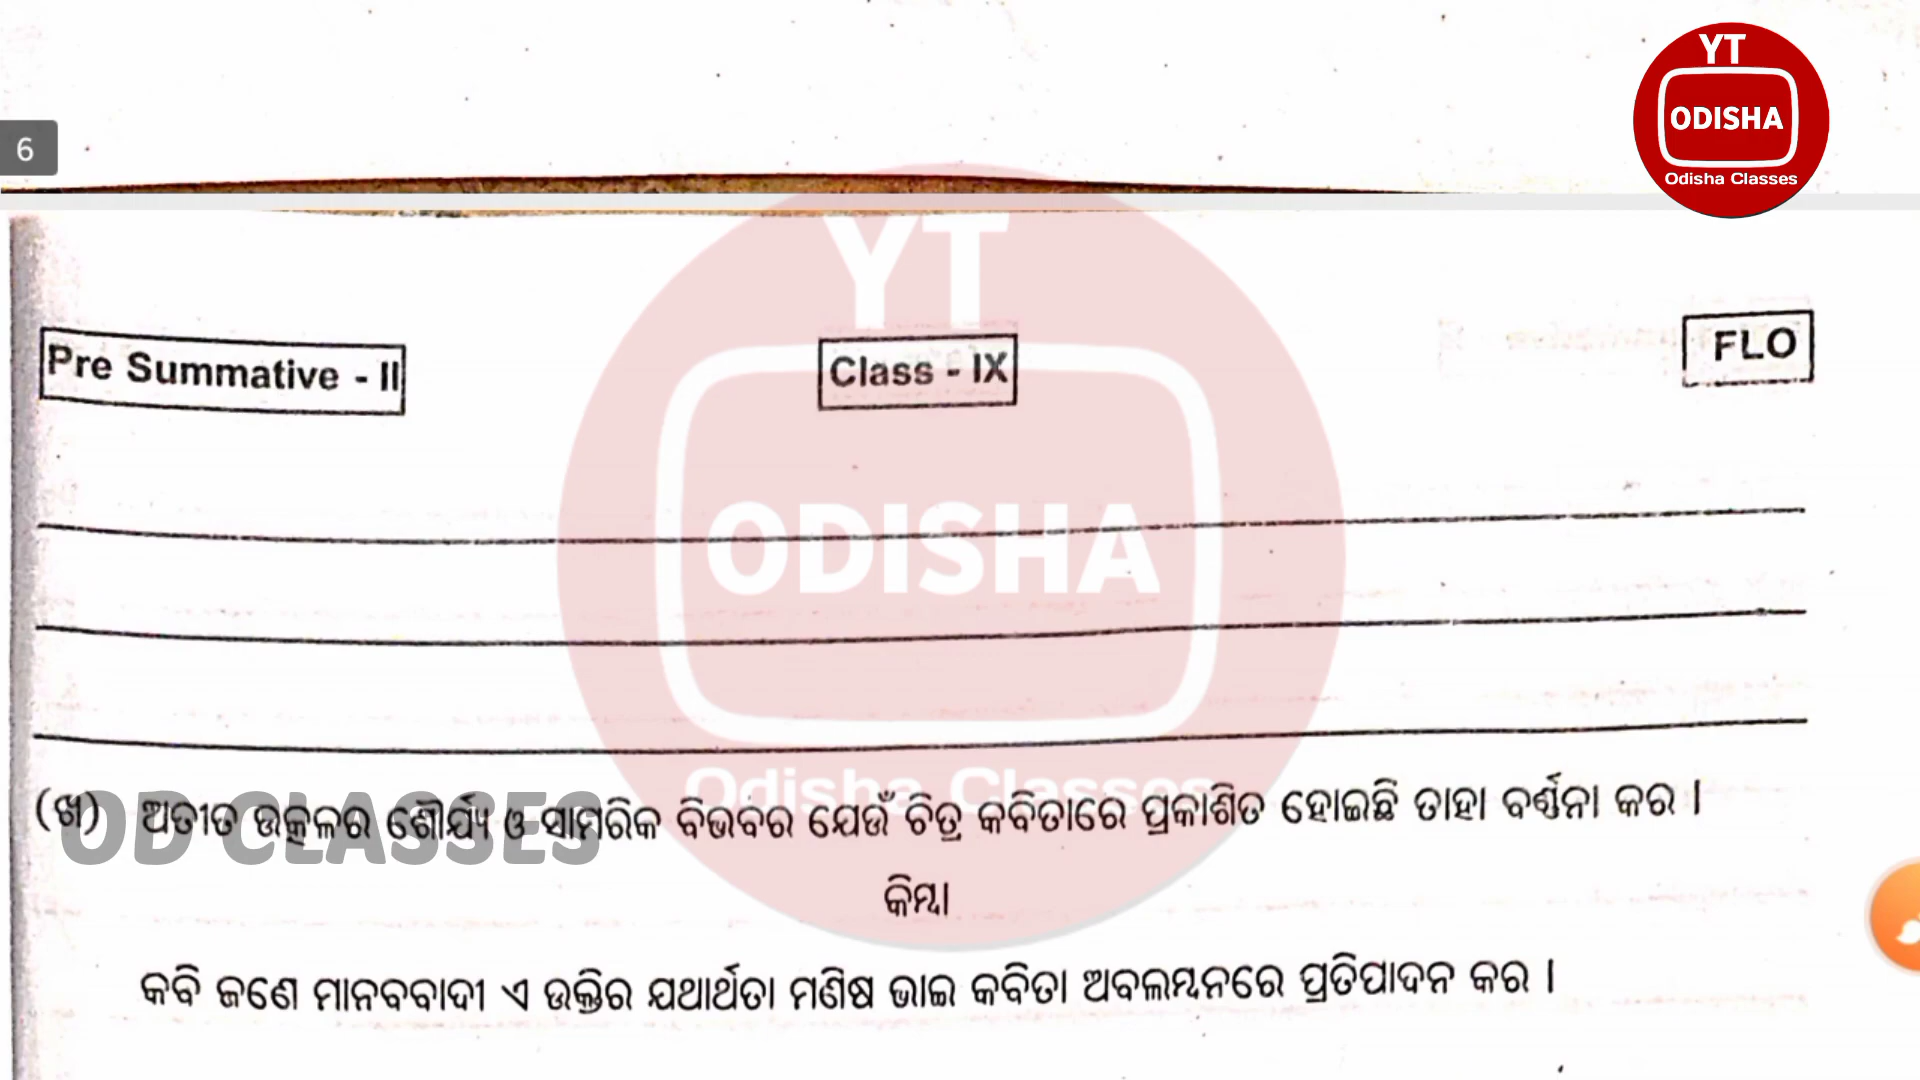 YT
ODISHA
Odisha Classes
6
YT
Pre Summative - II
Class - IX
FLO
ODISHA
Odisha Classes
OD CLASSES
(ଖ) ଅତୀତ ଉତ୍କଳର ଶୌର୍ଯ୍ୟ ଓ ସାମରିକ ବିଭବର ଯେଉଁ ଚିତ୍ର କବିତାରେ ପ୍ରକାଶିତ ହୋଇଛି ତାହା ବର୍ଣ୍ଣନା କର ।
କିମ୍ବା
କବି ଜଣେ ମାନବବାଦୀ ଏ ଉକ୍ତିର ଯଥାର୍ଥତା ମଣିଷ ଭାଇ କବିତା ଅବଲମ୍ବନରେ ପ୍ରତିପାଦନ କର ।